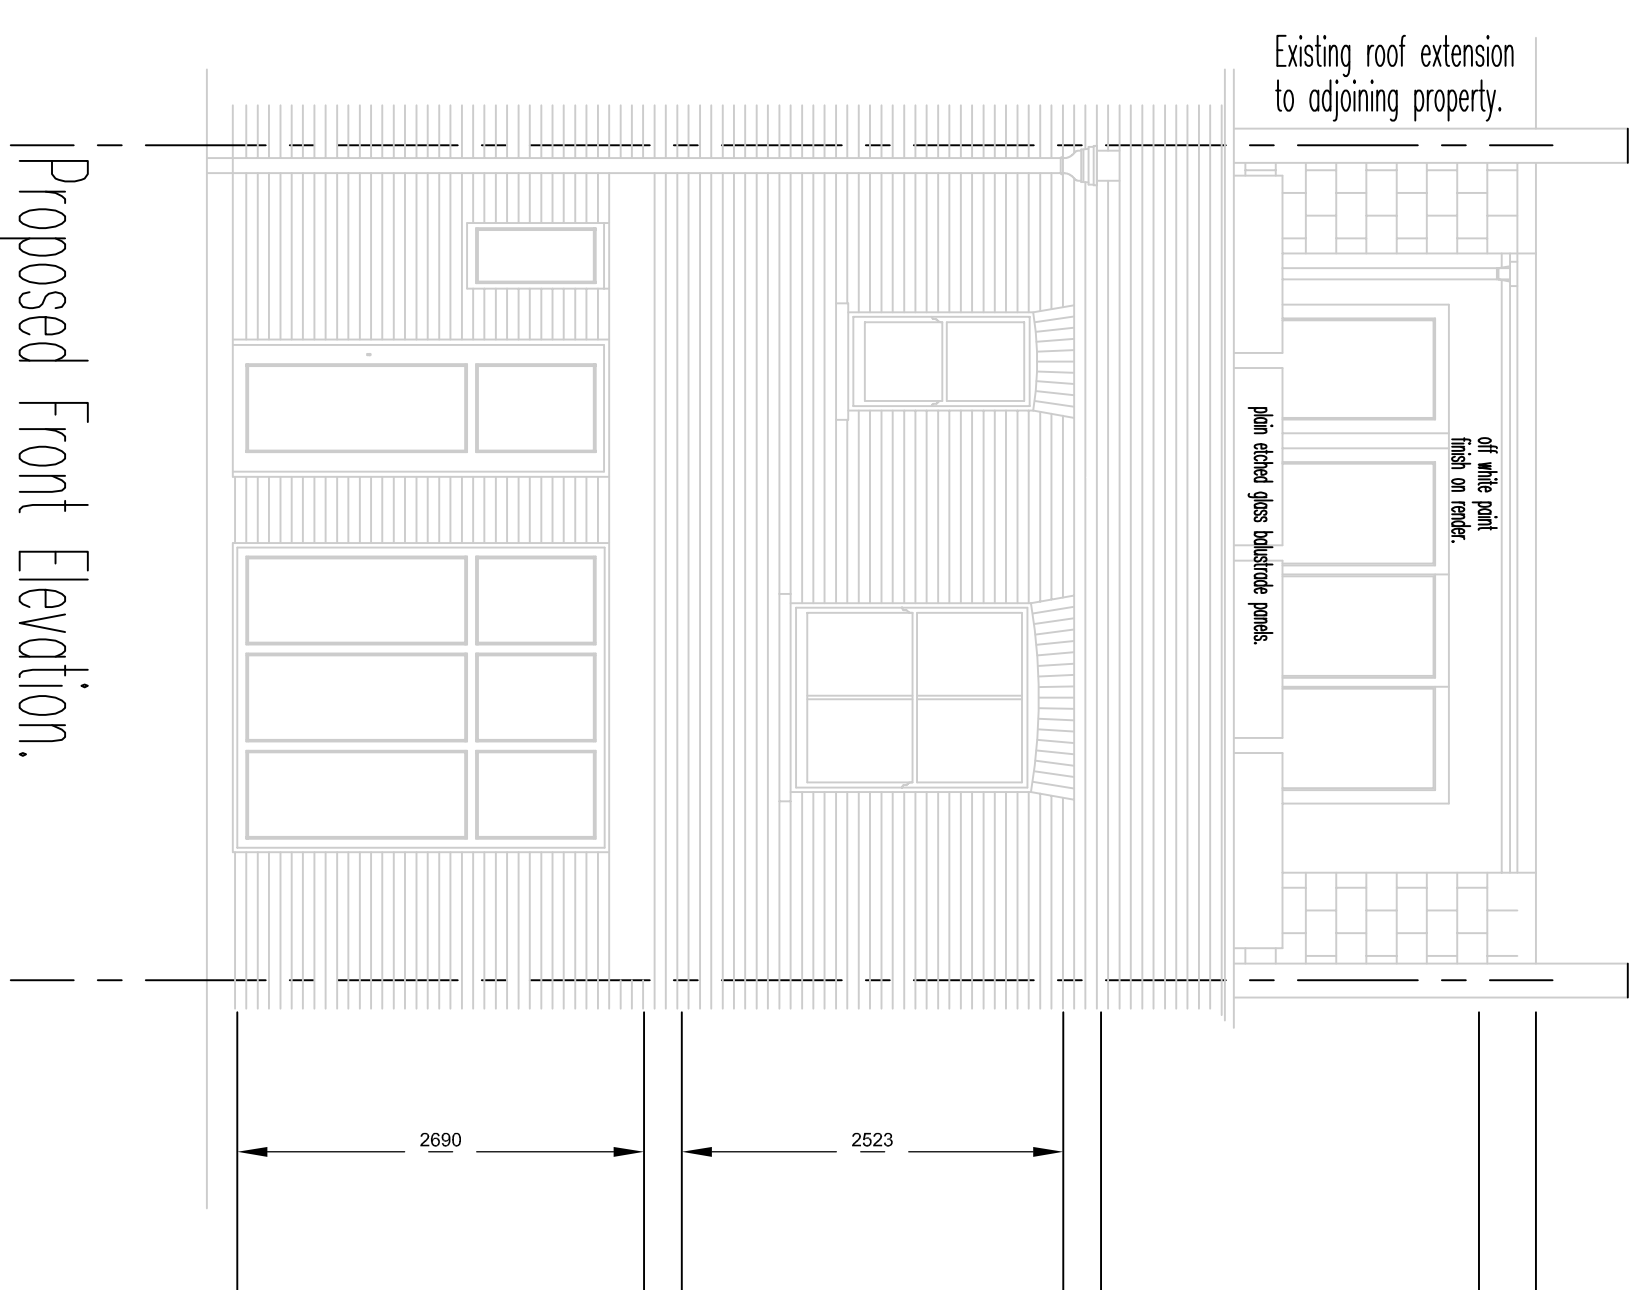 Existing roof extension
to adjoining property.
off white paint
finish on render.
plain etched glass balustrade panels.
2690
2523
Proposed Front Elevation.